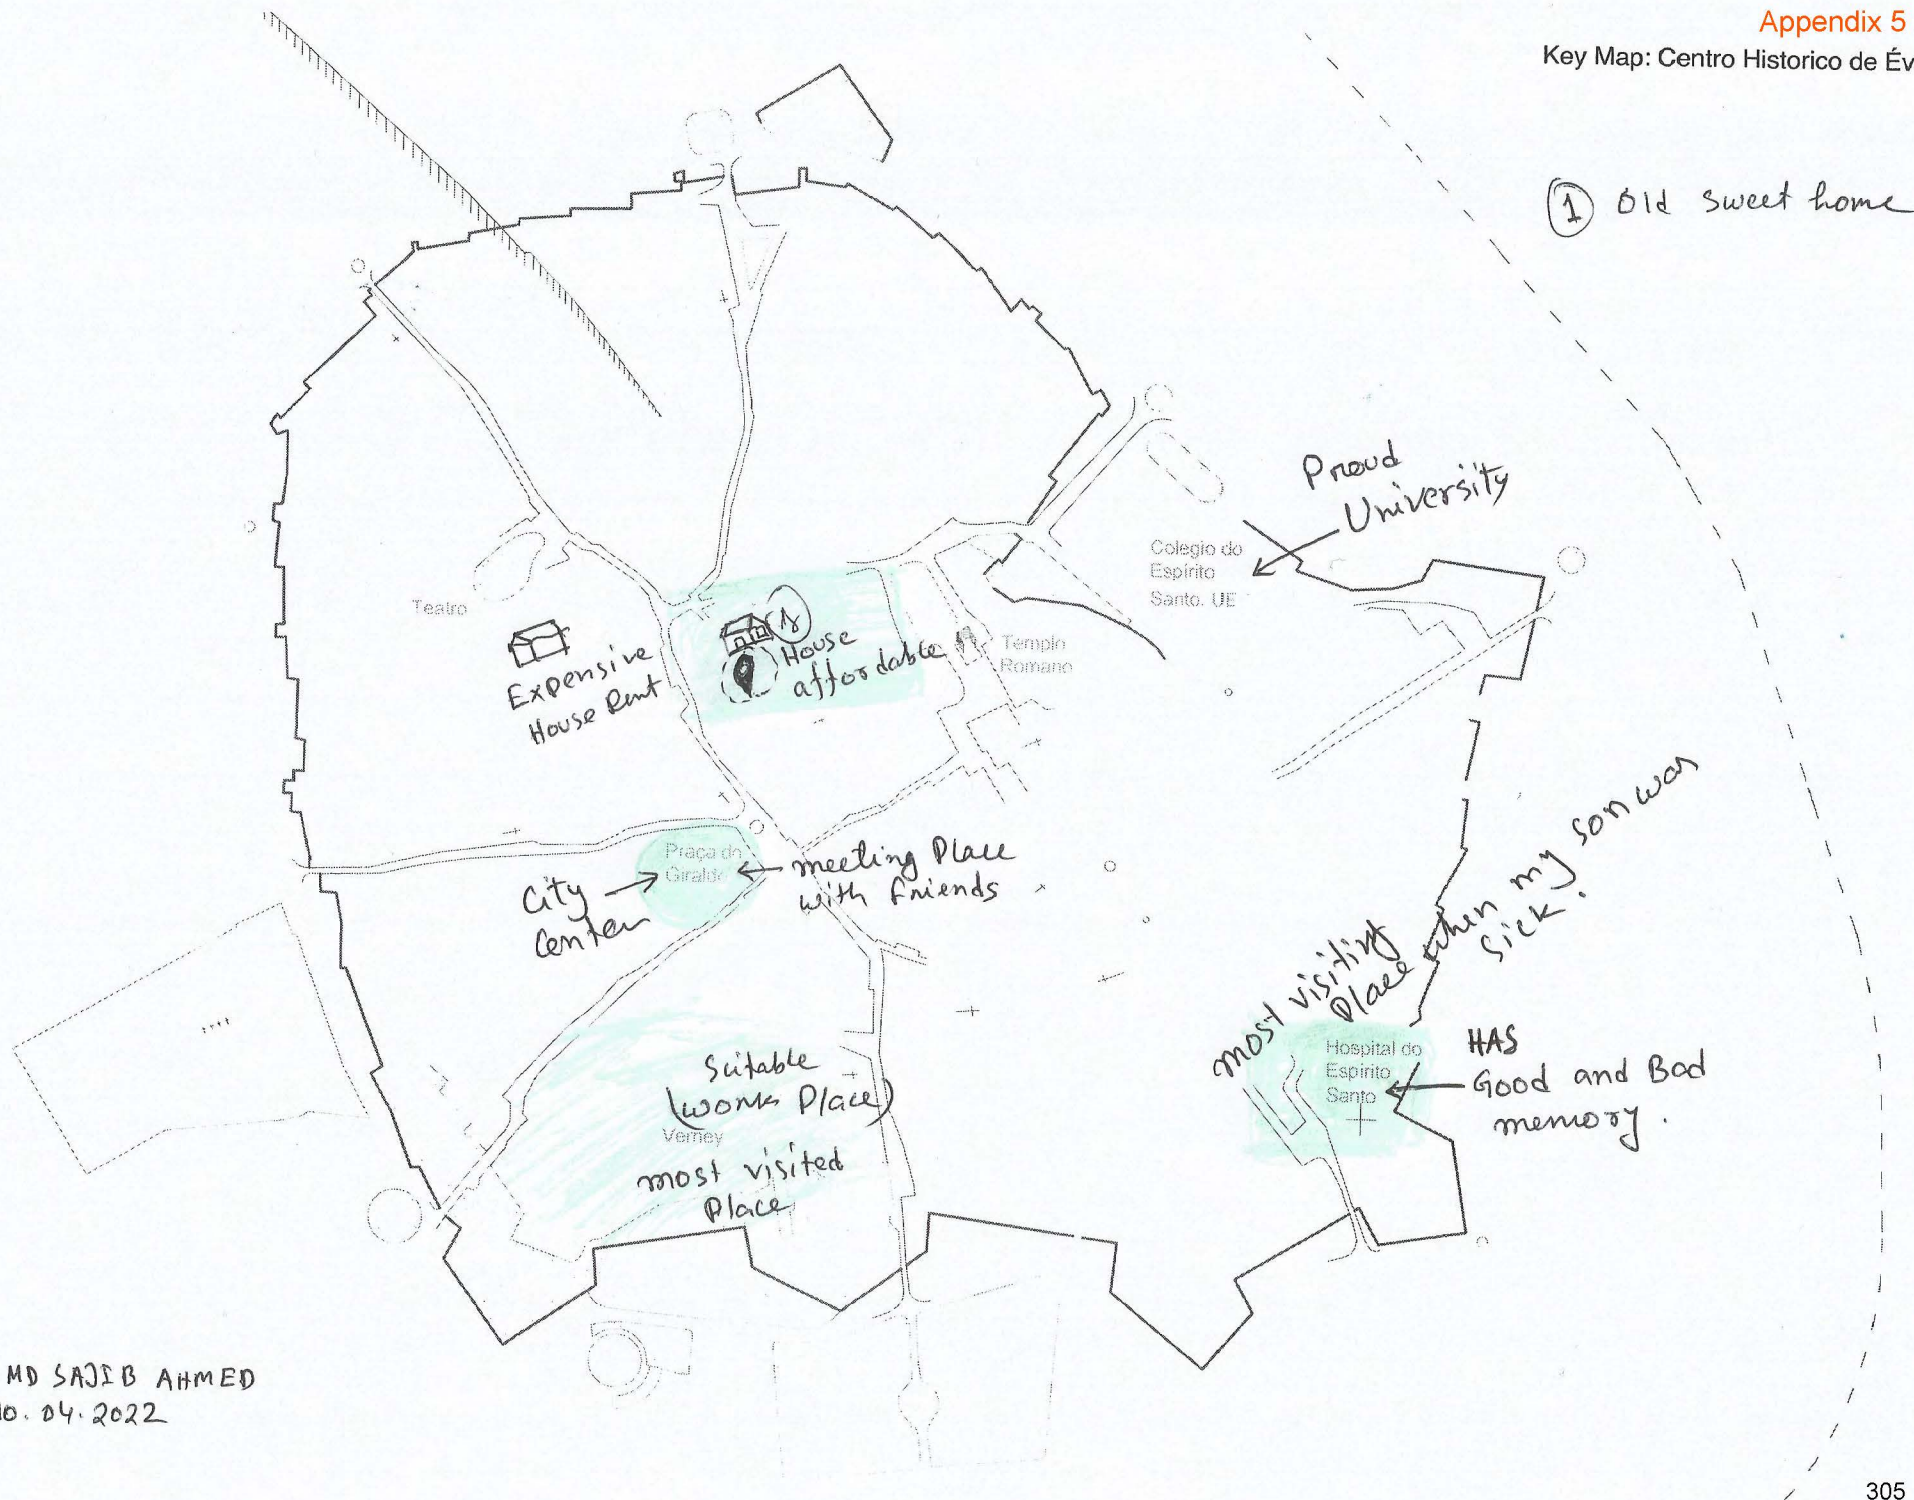 Appendix 5
Key Map: Centro Historico de Év
① Old sweet home
Proud
University
Colegio do
Espírito
Santo. UE
Teatro
Expensive
House Rent
①
House
affordable
Templo
Romano
Praça do
Giraldo
City
Center
meeting Place
with friends
most visiting
Place when my son was
sick.
Hospital do
Espírito
Santo
HAS
Good and Bad
memory.
Suitable
(work Place)
Verney
most visited
Place
MD SAJIB AHMED
10.04.2022
305